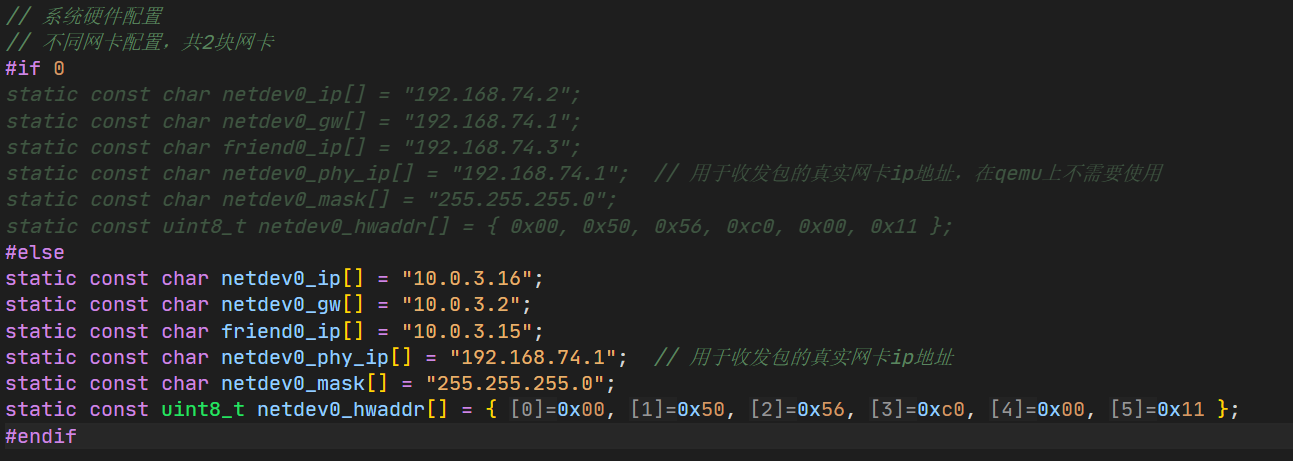 // 系统硬件配置
// 不同网卡配置，共2块网卡
#if 0
static const char netdev0_ip[] = "192.168.74.2";
static const char netdev0_gw[] = "192.168.74.1";
static const char friend0_ip[] = "192.168.74.3";
static const char netdev0_phy_ip[] = "192.168.74.1";  // 用于收发包的真实网卡ip地址，在qemu上不需要使用
static const char netdev0_mask[] = "255.255.255.0";
static const uint8_t netdev0_hwaddr[] = { 0x00, 0x50, 0x56, 0xc0, 0x00, 0x11 };
#else
static const char netdev0_ip[] = "10.0.3.16";
static const char netdev0_gw[] = "10.0.3.2";
static const char friend0_ip[] = "10.0.3.15";
static const char netdev0_phy_ip[] = "192.168.74.1";  // 用于收发包的真实网卡ip地址
static const char netdev0_mask[] = "255.255.255.0";
static const uint8_t netdev0_hwaddr[] = { [0]=0x00, [1]=0x50, [2]=0x56, [3]=0xc0, [4]=0x00, [5]=0x11 };
#endif